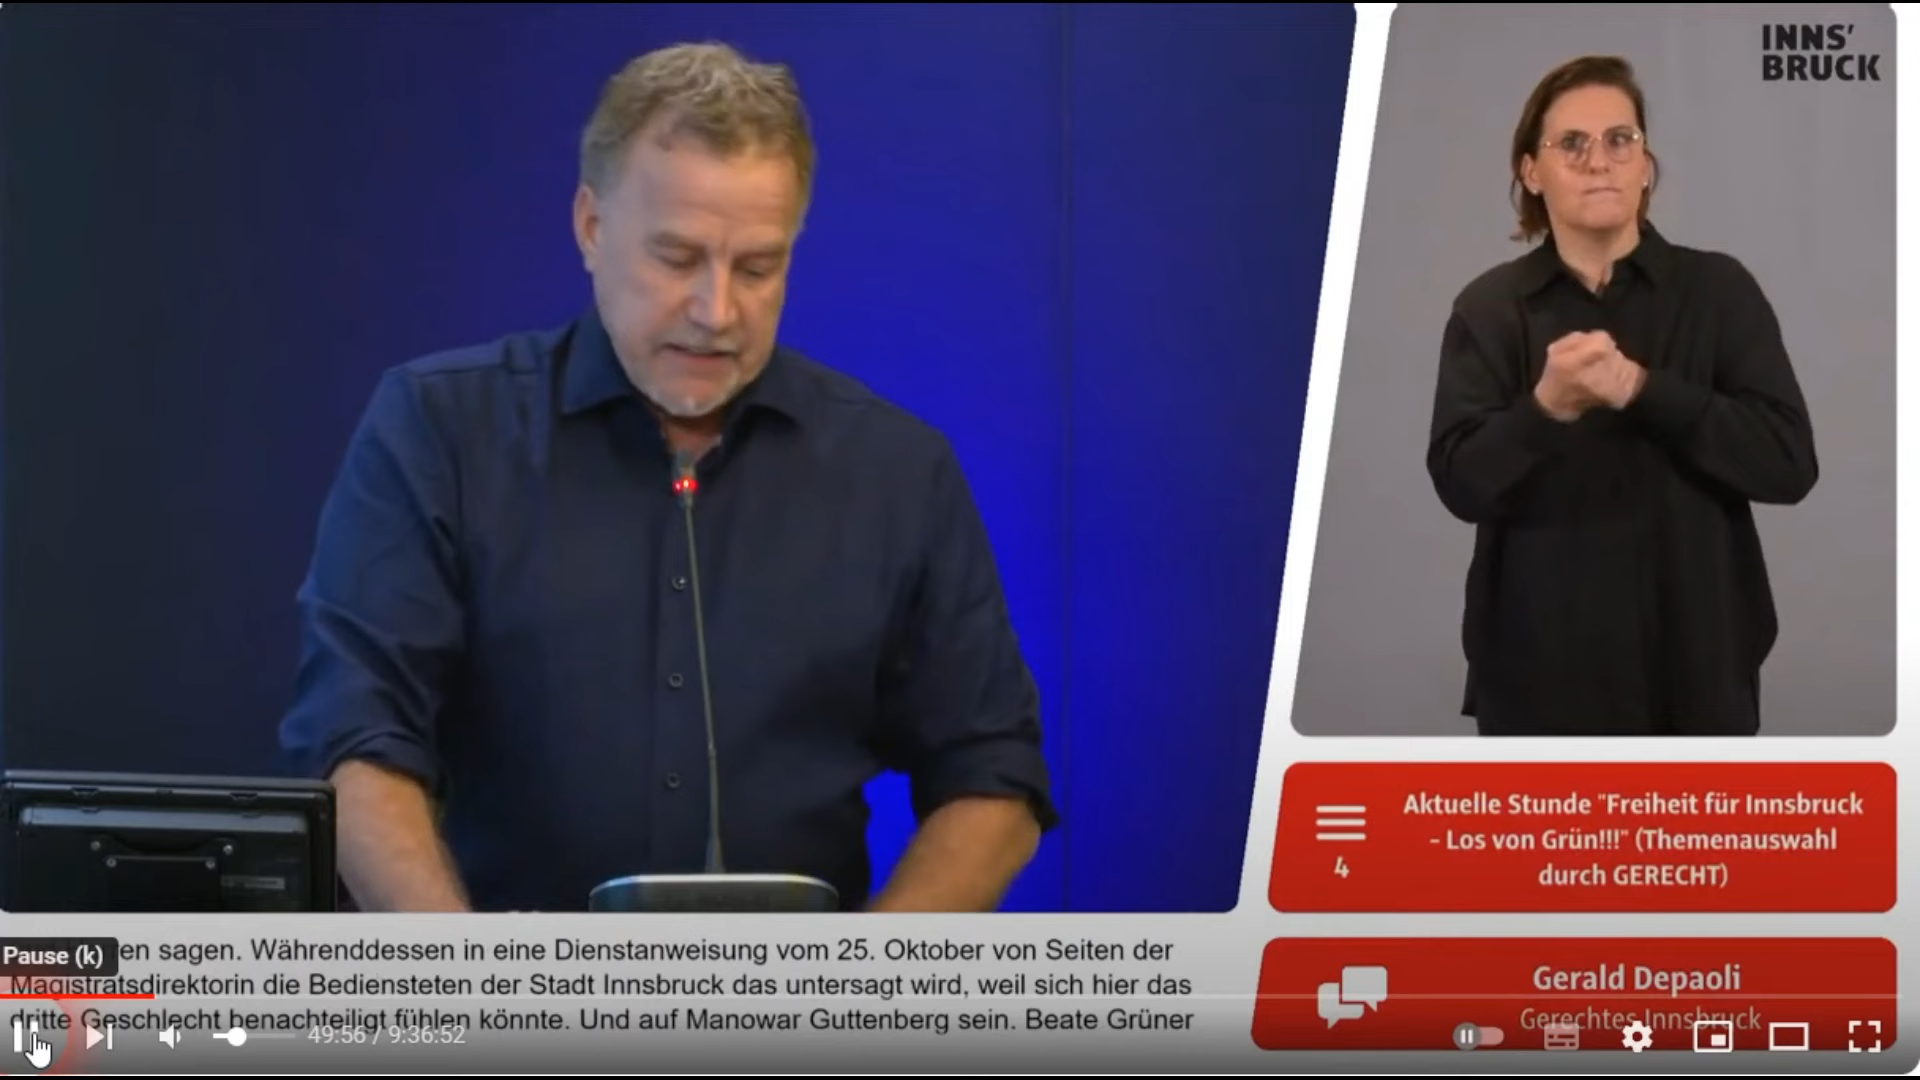 INNS'
BRUCK
Aktuelle Stunde "Freiheit für Innsbruck
– Los von Grün!!!" (Themenauswahl
durch GERECHT)
4
Gerald Depaoli
Gerechtes Innsbruck
sagen. Währenddessen in eine Dienstanweisung vom 25. Oktober von Seiten der
Magistratsdirektorin die Bediensteten der Stadt Innsbruck das untersagt wird, weil sich hier das
dritte Geschlecht benachteiligt fühlen könnte. Und auf Manowar Guttenberg sein. Beate Grüner
Pause (k)
49:56 / 9:36:52